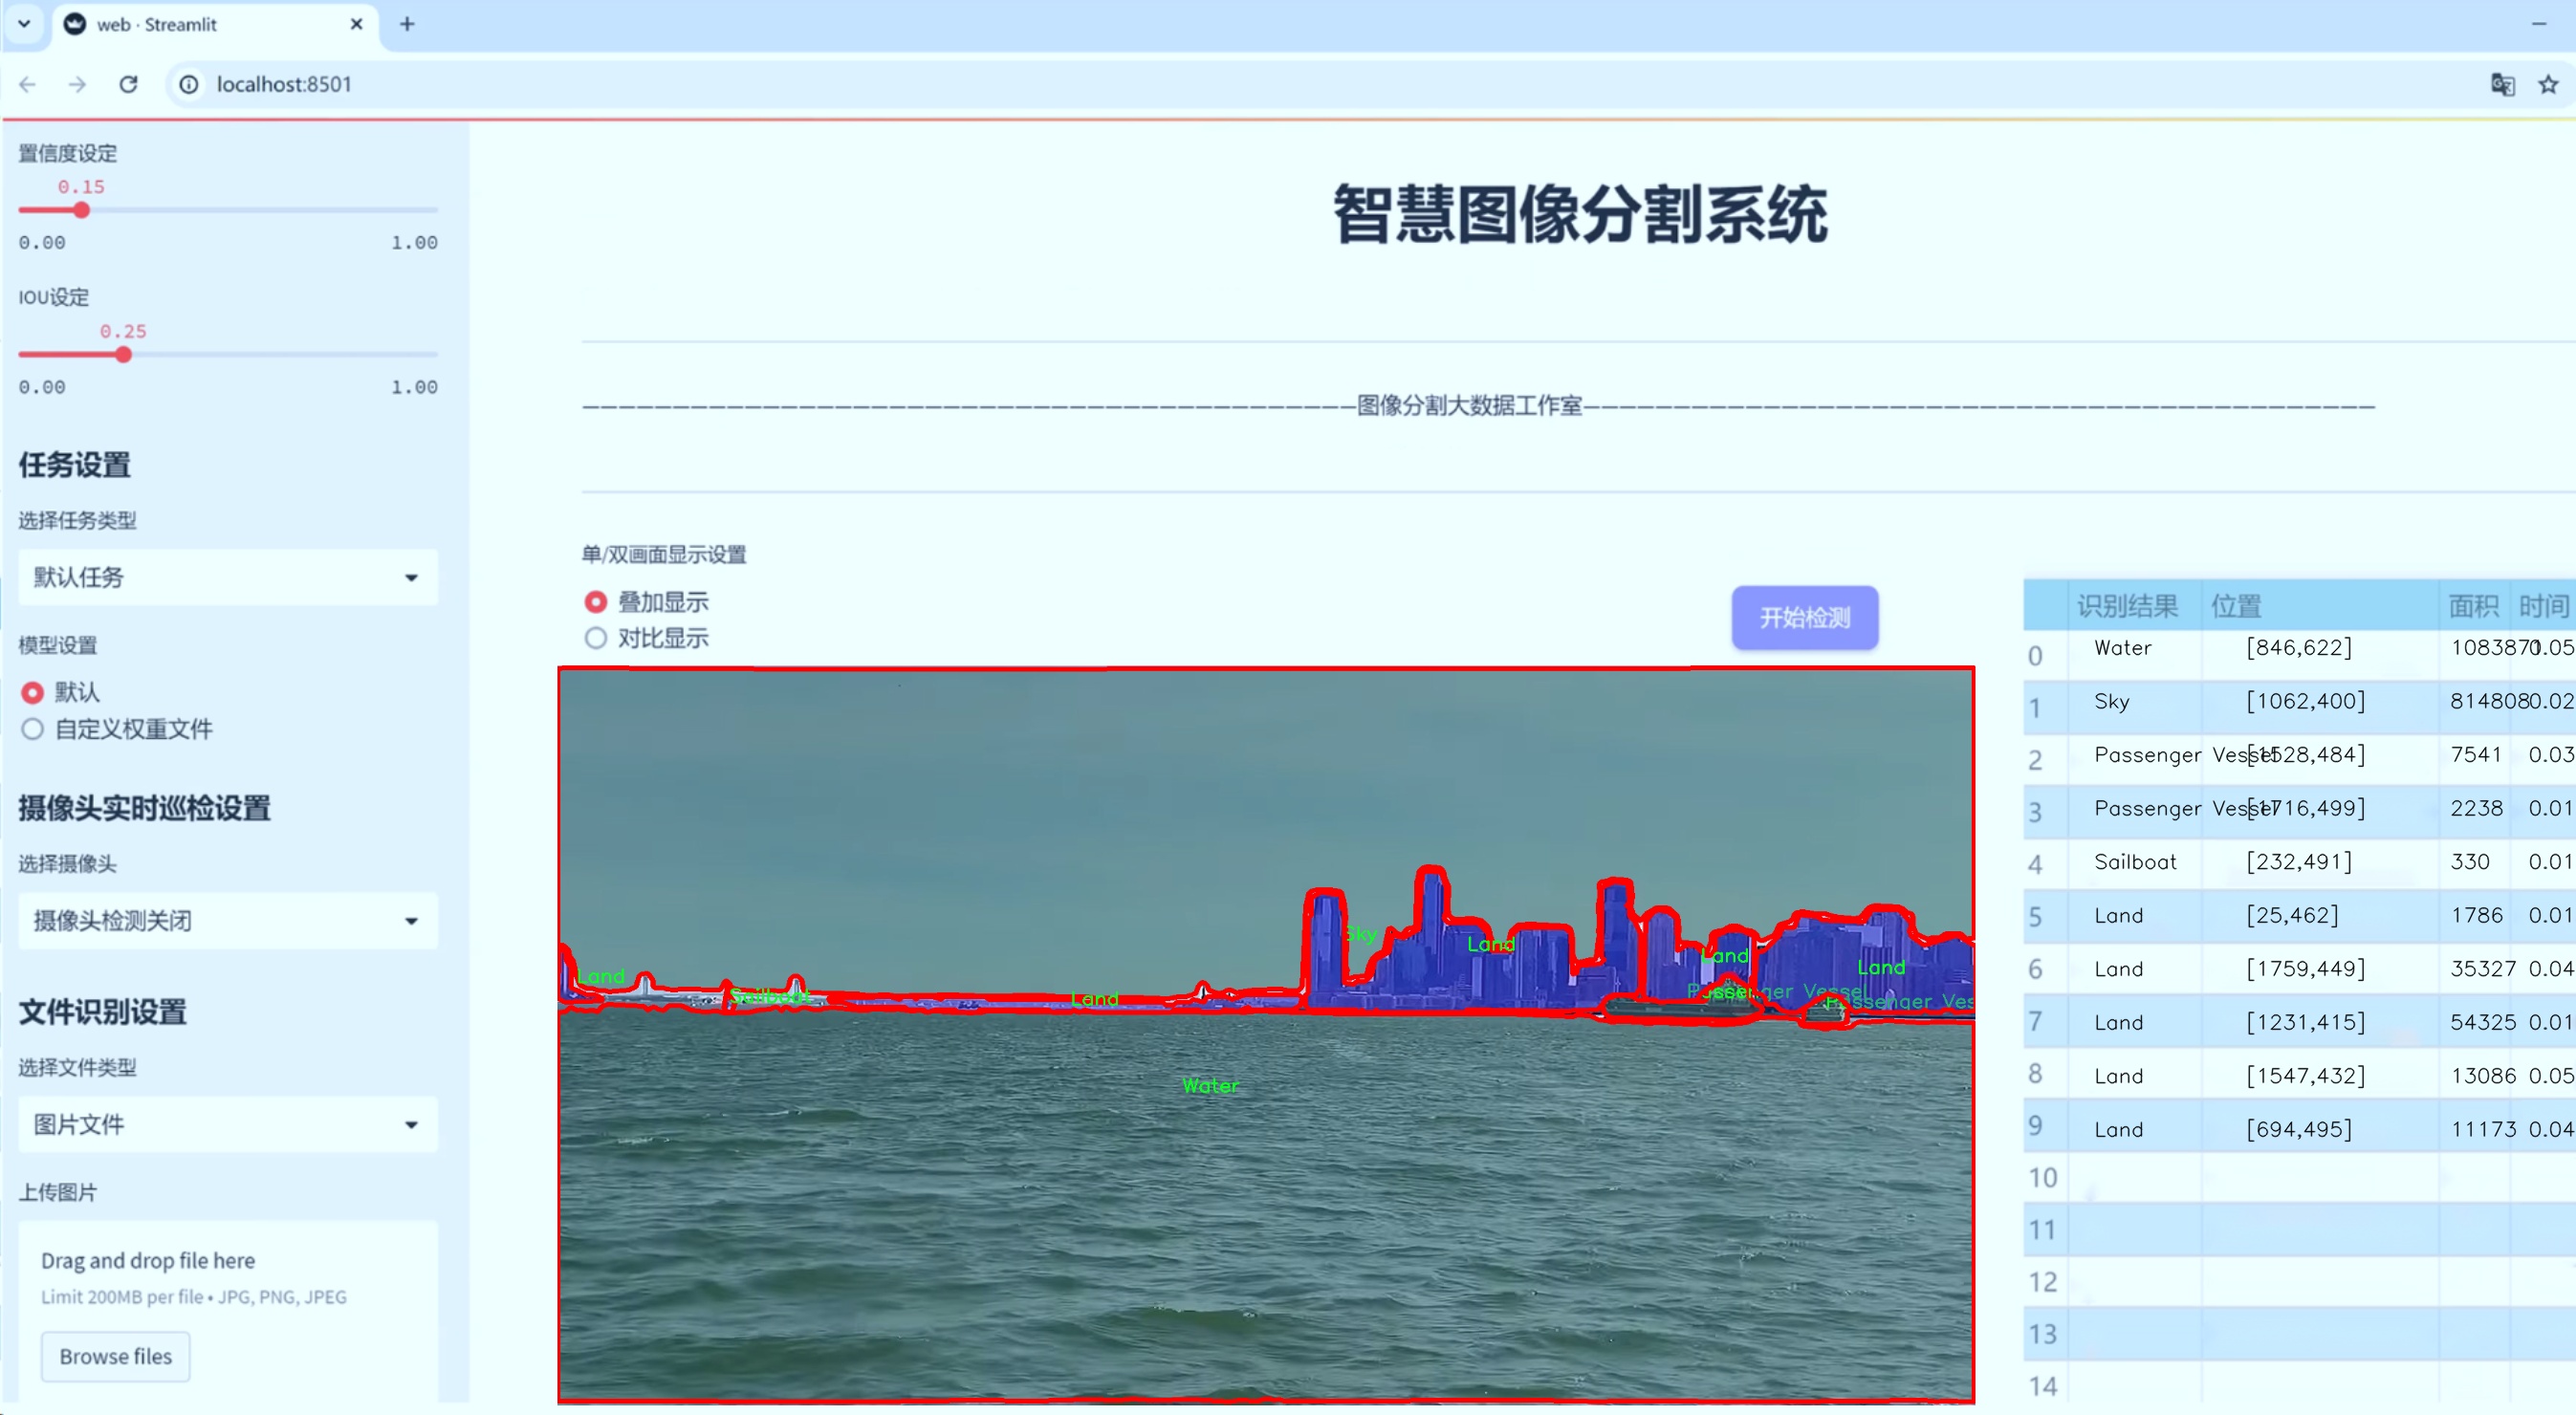 web · Streamlit
localhost:8501
置信度设定
0.15
0.00 1.00
IOU设定
0.25
0.00 1.00
任务设置
选择任务类型
默认任务
模型设置
默认
自定义权重文件
摄像头实时巡检设置
选择摄像头
摄像头检测关闭
文件识别设置
选择文件类型
图片文件
上传图片
Drag and drop file here
Limit 200MB per file • JPG, PNG, JPEG
Browse files
智慧图像分割系统
图像分割大数据工作室
单/双画面显示设置
叠加显示
对比显示
开始检测
Sky
Land
Land
Land
Land
Sailboat
Land
Passenger Vessel
Passenger Ves
Water
识别结果 位置 面积 时间
0 Water [846,622] 1083871 0.05
1 Sky [1062,400] 814808 0.02
2 Passenger Vessel [1528,484] 7541 0.03
3 Passenger Vessel [1716,499] 2238 0.01
4 Sailboat [232,491] 330 0.01
5 Land [25,462] 1786 0.01
6 Land [1759,449] 35327 0.04
7 Land [1231,415] 54325 0.01
8 Land [1547,432] 13086 0.05
9 Land [694,495] 11173 0.04
10
11
12
13
14